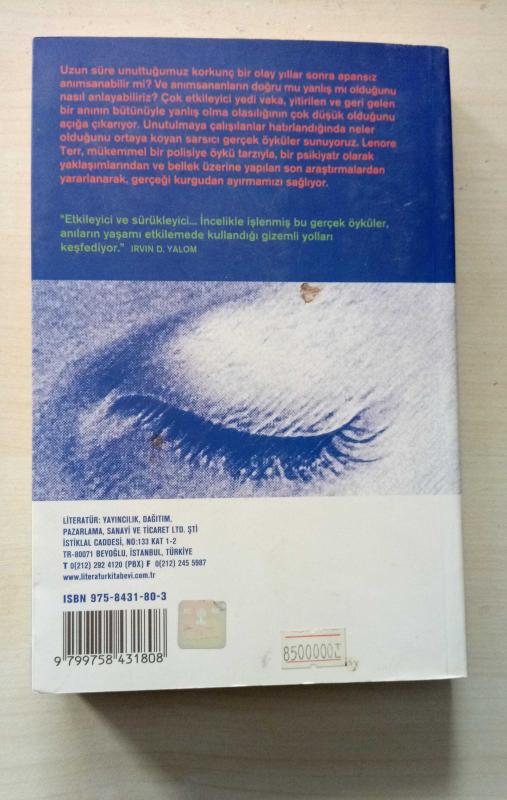 Uzun süre unuttuğumuz korkunç bir olay yıllar sonra apansız
anımsanabilir mi? Ve anımsananların doğru mu yanlış mı olduğunu
nasıl anlayabiliriz? Çok etkileyici yedi vaka, yitirilen ve geri gelen
bir anının bütünüyle yanlış olma olasılığının çok düşük olduğunu
açığa çıkarıyor. Unutulmaya çalışılanlar hatırlandığında neler
olduğunu ortaya koyan sarsıcı gerçek öyküler sunuyoruz. Lenore
Terr, mükemmel bir polisiye öykü tarzıyla, bir psikiyatr olarak
yaklaşımlarından ve bellek üzerine yapılan son araştırmalardan
yararlanarak, gerçeği kurgudan ayırmamızı sağlıyor.
"Etkileyici ve sürükleyici... İncelikle işlenmiş bu gerçek öyküler,
anıların yaşamı etkilemede kullandığı gizemli yolları
keşfediyor." IRVIN D. YALOM
LİTERATÜR: YAYINCILIK, DAĞITIM,
PAZARLAMA, SANAYİ VE TİCARET LTD. ŞTİ
İSTİKLAL CADDESİ, NO:133 KAT 1-2
TR-80071 BEYOĞLU, İSTANBUL, TÜRKİYE
T 0(212) 292 4120 (PBX) F 0(212) 245 5987
www.literaturkitabevi.com.tr
ISBN 975-8431-80-3
9 799758 431808
8500000